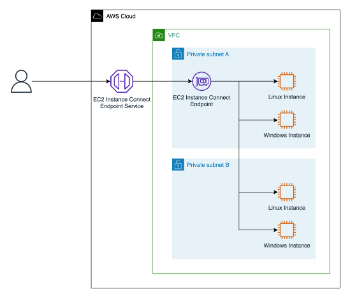 AWS Cloud
VPC
Private subnet A
EC2 Instance Connect
Endpoint Service
EC2 Instance Connect
Endpoint
Linux Instance
Windows Instance
Private subnet B
Linux Instance
Windows Instance